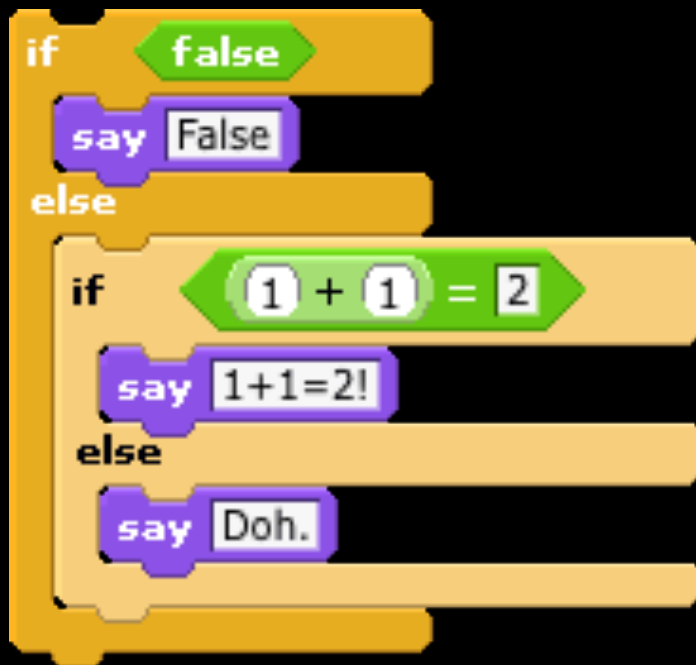 if false
say False
else
if 1 + 1 = 2
say 1+1=2!
else
say Doh.